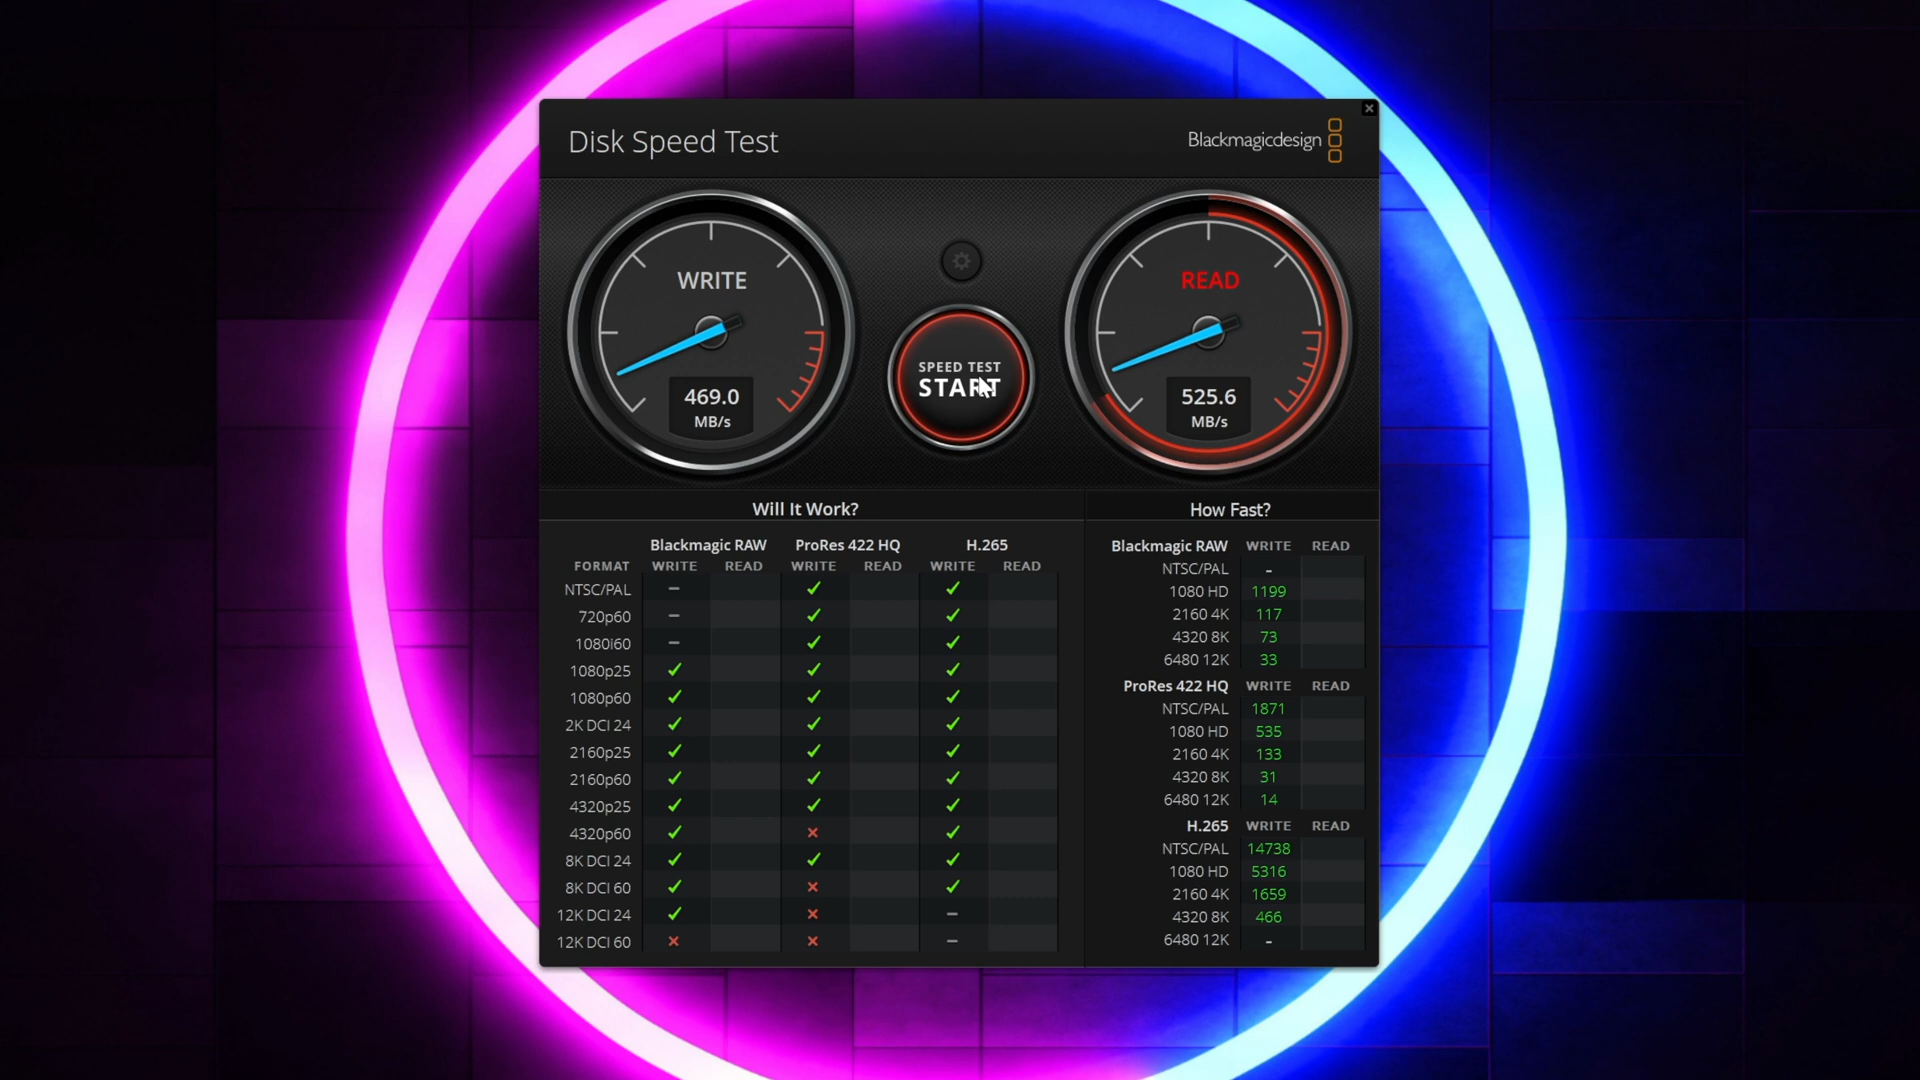 Disk Speed Test
Blackmagicdesign
WRITE
469.0
MB/s
SPEED TEST
START
READ
525.6
MB/s
Will It Work?
Blackmagic RAW ProRes 422 HQ H.265
FORMAT WRITE READ WRITE READ WRITE READ
NTSC/PAL – ✓ ✓
720p60 – ✓ ✓
1080i60 – ✓ ✓
1080p25 ✓ ✓ ✓
1080p60 ✓ ✓ ✓
2K DCI 24 ✓ ✓ ✓
2160p25 ✓ ✓ ✓
2160p60 ✓ ✓ ✓
4320p25 ✓ ✓ ✓
4320p60 ✓ ✗ ✓
8K DCI 24 ✓ ✓ ✓
8K DCI 60 ✓ ✗ ✓
12K DCI 24 ✓ ✗ –
12K DCI 60 ✗ ✗ –
How Fast?
Blackmagic RAW WRITE READ
NTSC/PAL -
1080 HD 1199
2160 4K 117
4320 8K 73
6480 12K 33
ProRes 422 HQ WRITE READ
NTSC/PAL 1871
1080 HD 535
2160 4K 133
4320 8K 31
6480 12K 14
H.265 WRITE READ
NTSC/PAL 14738
1080 HD 5316
2160 4K 1659
4320 8K 466
6480 12K -